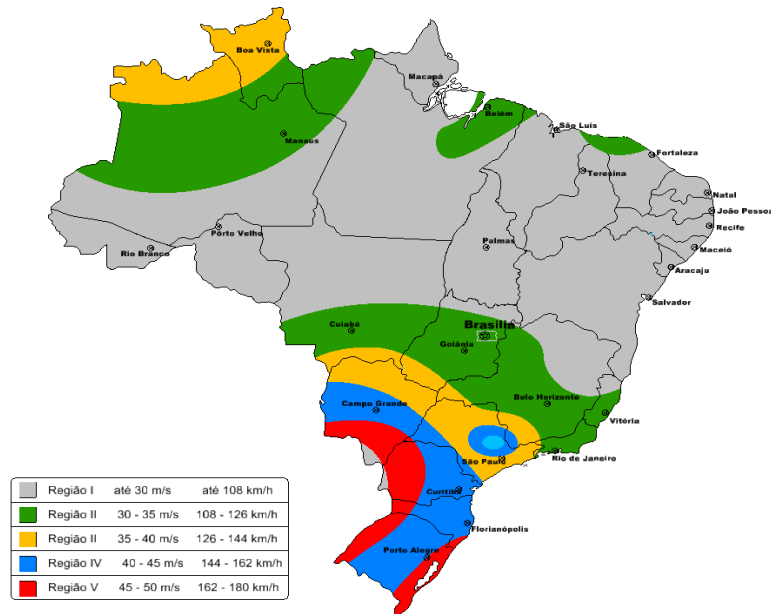 Boa Vista
Macapá
Belém
São Luís
Manaus
Fortaleza
Teresina
Natal
João Pessoa
Recife
Pôrto Velho
Palmas
Maceió
Rio Branco
Aracaju
Salvador
Cuiabá
Brasília
Goiânia
Belo Horizonte
Campo Grande
Vitória
São Paulo
Rio de Janeiro
Curitiba
Florianópolis
Porto Alegre
Região I até 30 m/s até 108 km/h
Região II 30 - 35 m/s 108 - 126 km/h
Região II 35 - 40 m/s 126 - 144 km/h
Região IV 40 - 45 m/s 144 - 162 km/h
Região V 45 - 50 m/s 162 - 180 km/h